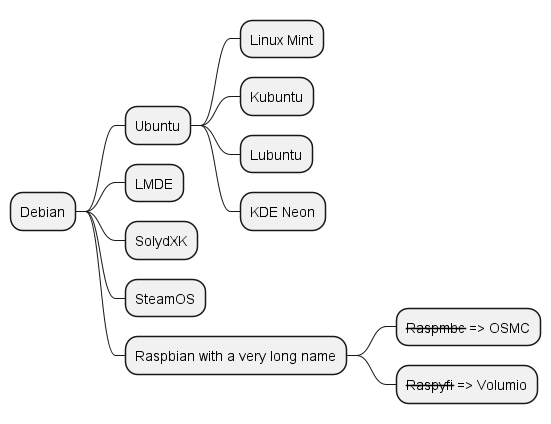 Debian
Ubuntu
Linux Mint
Kubuntu
Lubuntu
KDE Neon
LMDE
SolydXK
SteamOS
Raspbian with a very long name
Raspmbc => OSMC
Raspyfi => Volumio